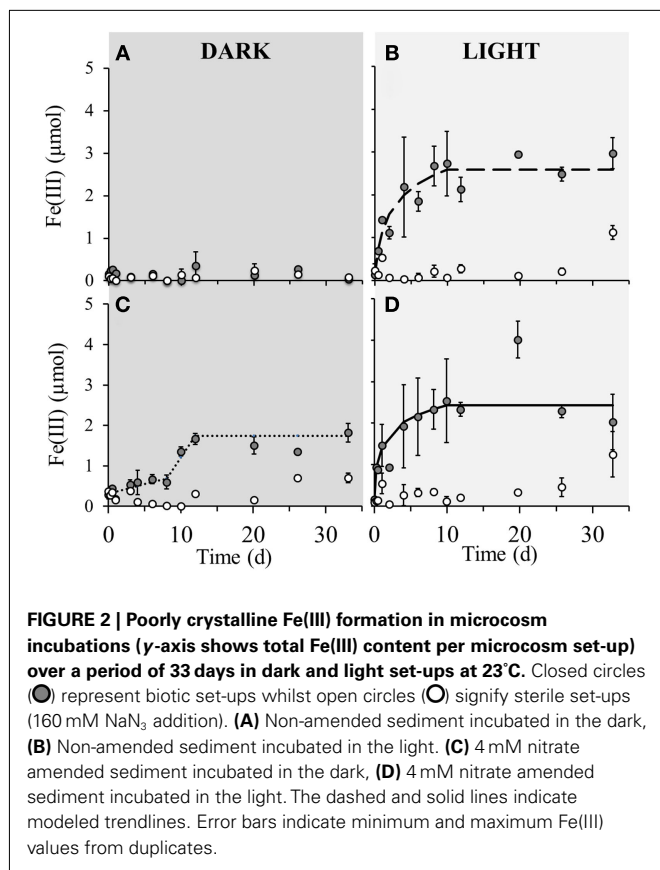 A DARK
B LIGHT
5
4
3
2
1
0
Fe(III) (µmol)
C
D
5
4
3
2
1
0
Fe(III) (µmol)
0 10 20 30
0 10 20 30
Time (d)
Time (d)
FIGURE 2 | Poorly crystalline Fe(III) formation in microcosm
incubations (y-axis shows total Fe(III) content per microcosm set-up)
over a period of 33 days in dark and light set-ups at 23°C. Closed circles
(●) represent biotic set-ups whilst open circles (○) signify sterile set-ups
(160 mM NaN₃ addition). (A) Non-amended sediment incubated in the dark,
(B) Non-amended sediment incubated in the light. (C) 4 mM nitrate
amended sediment incubated in the dark, (D) 4 mM nitrate amended
sediment incubated in the light. The dashed and solid lines indicate
modeled trendlines. Error bars indicate minimum and maximum Fe(III)
values from duplicates.